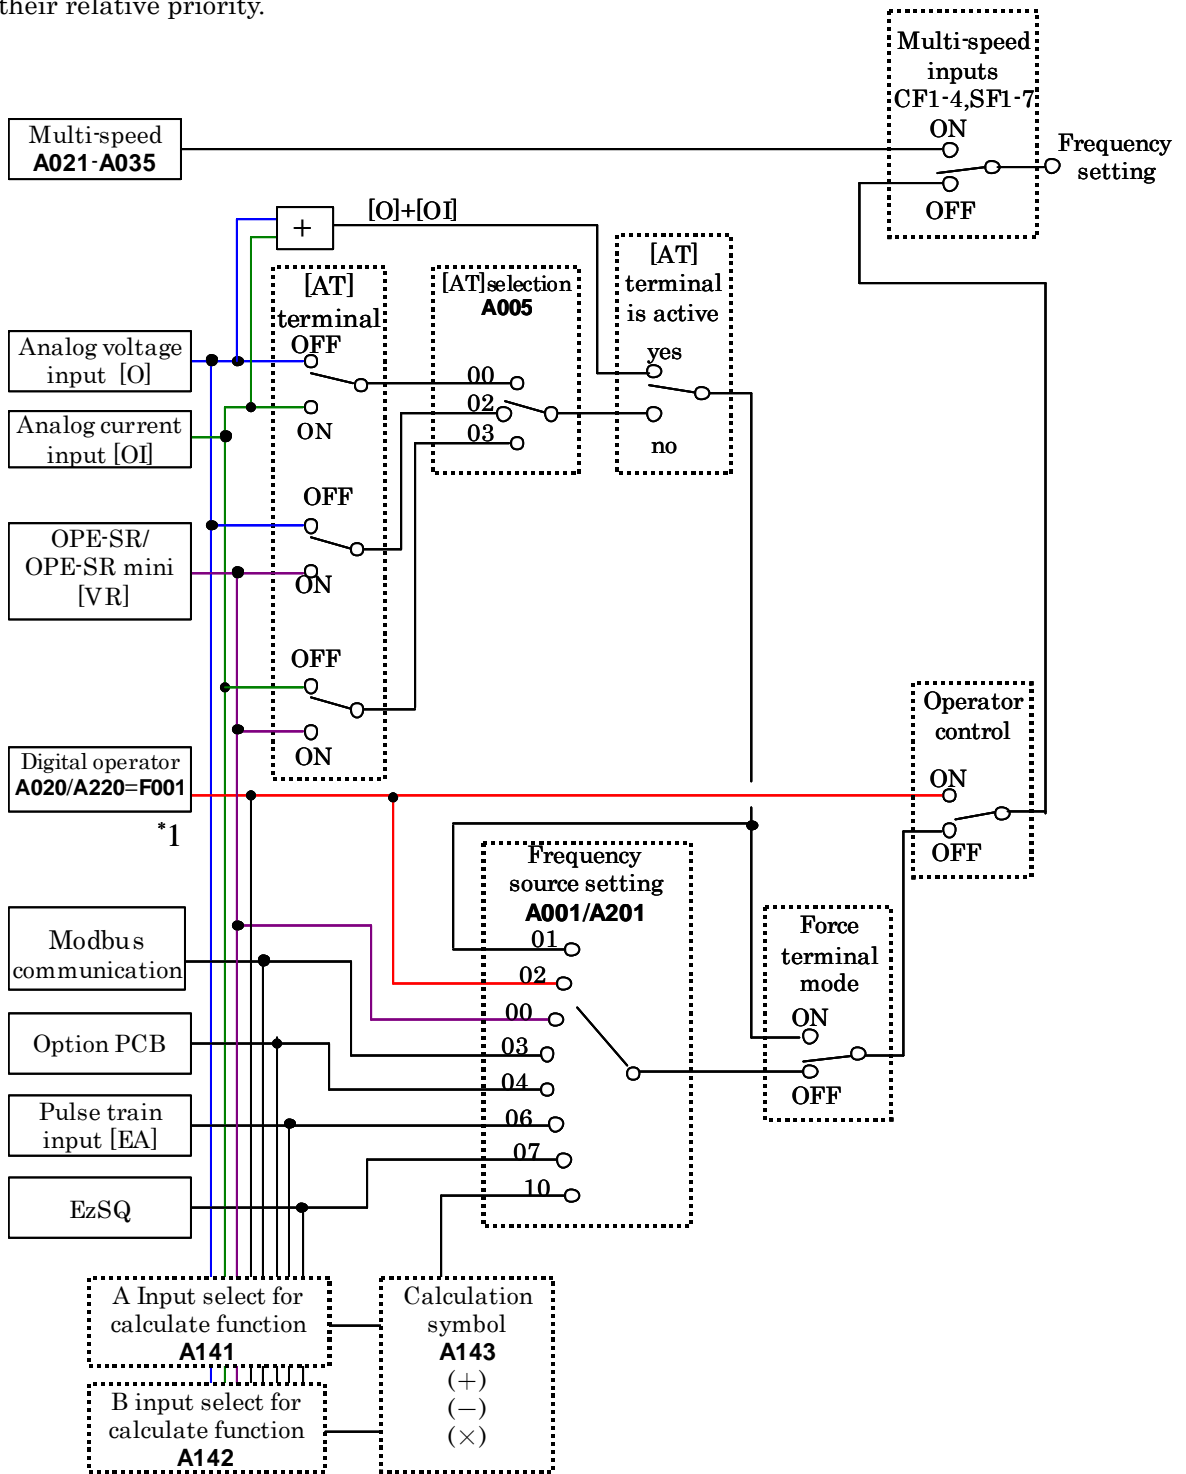 their relative priority.
Multi-speed
inputs
CF1-4,SF1-7
ON
OFF
Frequency
setting
Multi-speed
A021-A035
+
[O]+[OI]
[AT]
terminal
is active
yes
no
[AT]
terminal
OFF
ON
OFF
ON
OFF
ON
[AT]selection
A005
00
02
03
Analog voltage
input [O]
Analog current
input [OI]
OPE-SR/
OPE-SR mini
[VR]
Digital operator
A020/A220=F001
*1
Operator
control
ON
OFF
Frequency
source setting
A001/A201
01
02
00
03
04
06
07
10
Force
terminal
mode
ON
OFF
Modbus
communication
Option PCB
Pulse train
input [EA]
EzSQ
A Input select for
calculate function
A141
B input select for
calculate function
A142
Calculation
symbol
A143
(+)
(−)
(×)